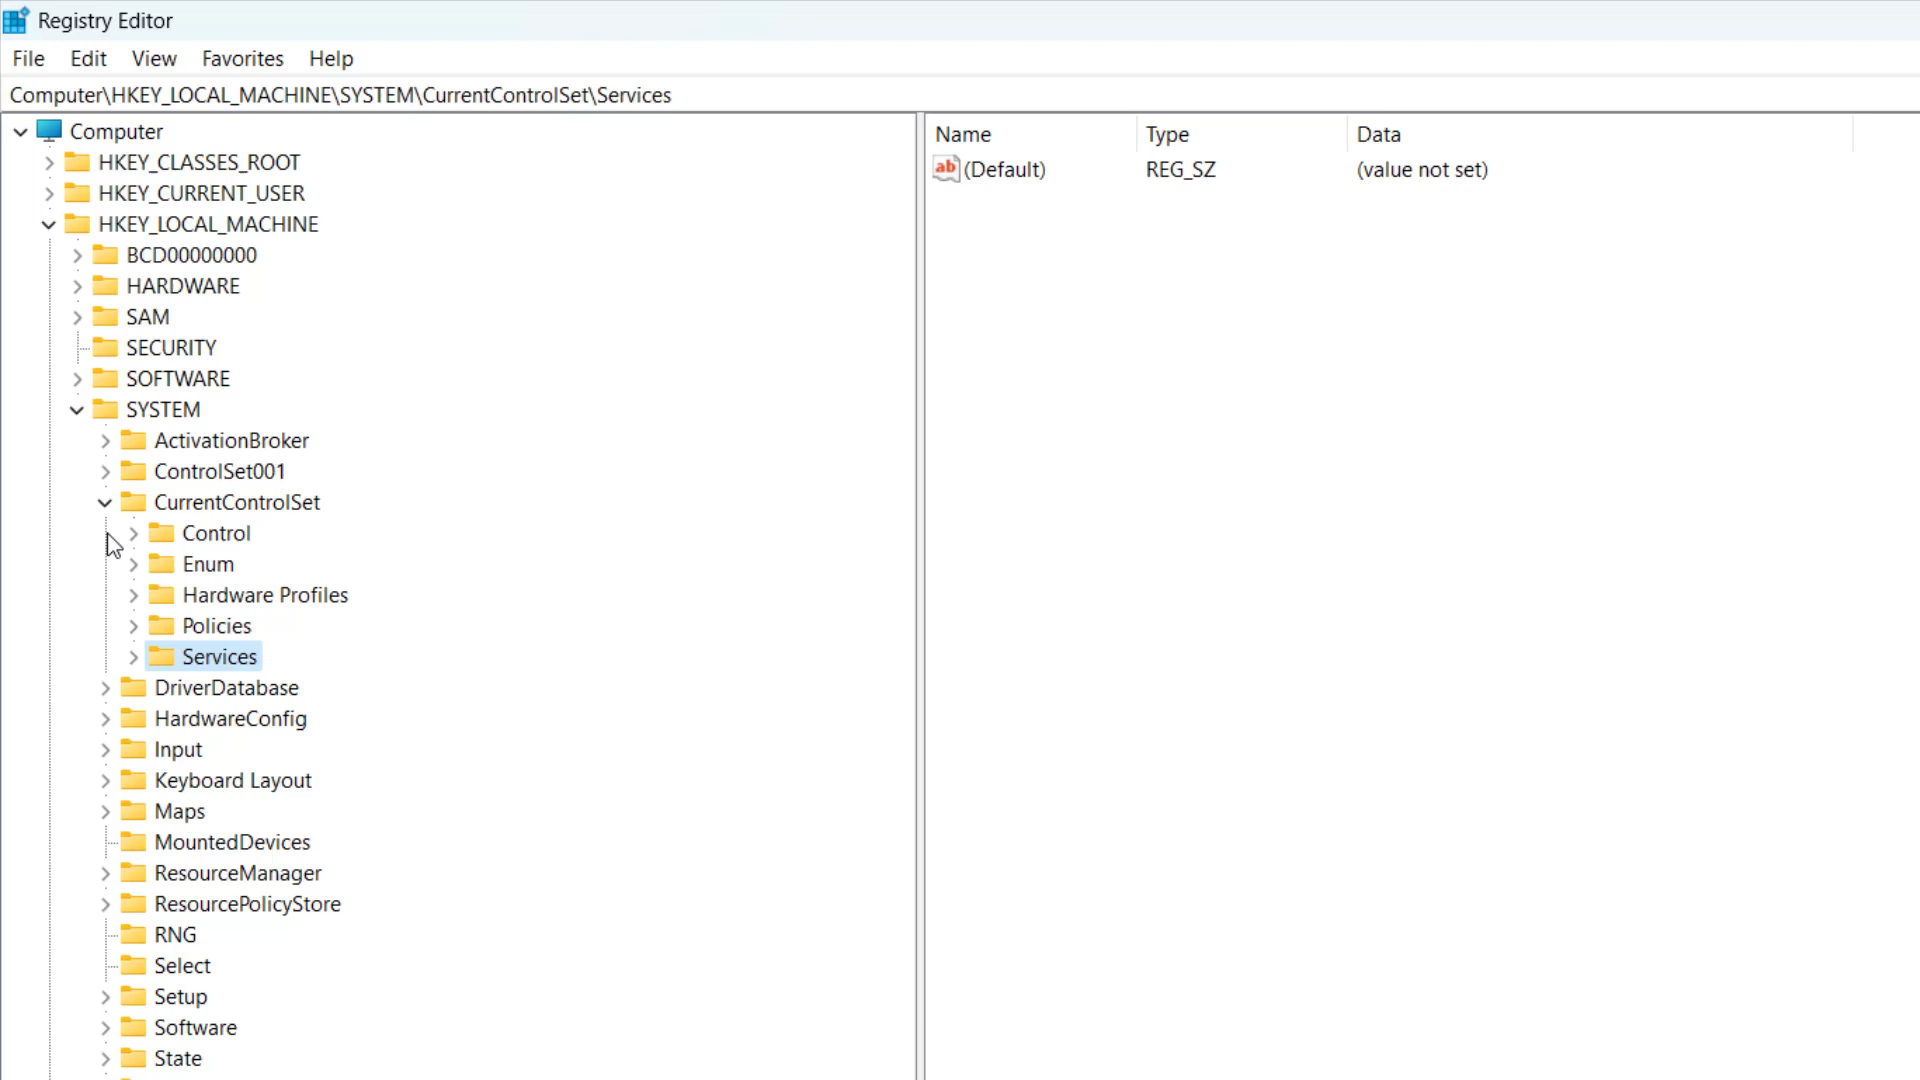 Registry Editor
File Edit View Favorites Help
Computer\HKEY_LOCAL_MACHINE\SYSTEM\CurrentControlSet\Services
Computer
HKEY_CLASSES_ROOT
HKEY_CURRENT_USER
HKEY_LOCAL_MACHINE
BCD00000000
HARDWARE
SAM
SECURITY
SOFTWARE
SYSTEM
ActivationBroker
ControlSet001
CurrentControlSet
Control
Enum
Hardware Profiles
Policies
Services
DriverDatabase
HardwareConfig
Input
Keyboard Layout
Maps
MountedDevices
ResourceManager
ResourcePolicyStore
RNG
Select
Setup
Software
State
Name Type Data
ab (Default) REG_SZ (value not set)